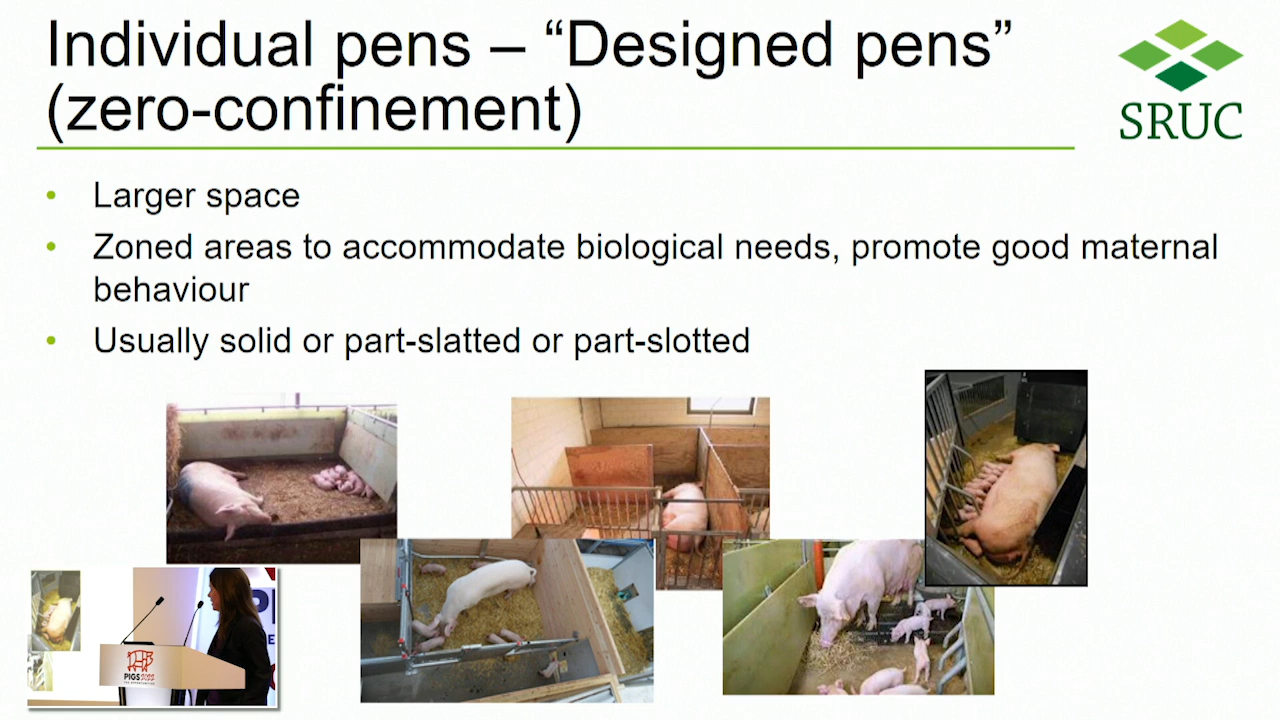 Individual pens – “Designed pens”
(zero-confinement)
SRUC
• Larger space
• Zoned areas to accommodate biological needs, promote good maternal
behaviour
• Usually solid or part-slatted or part-slotted
PIGS 2022